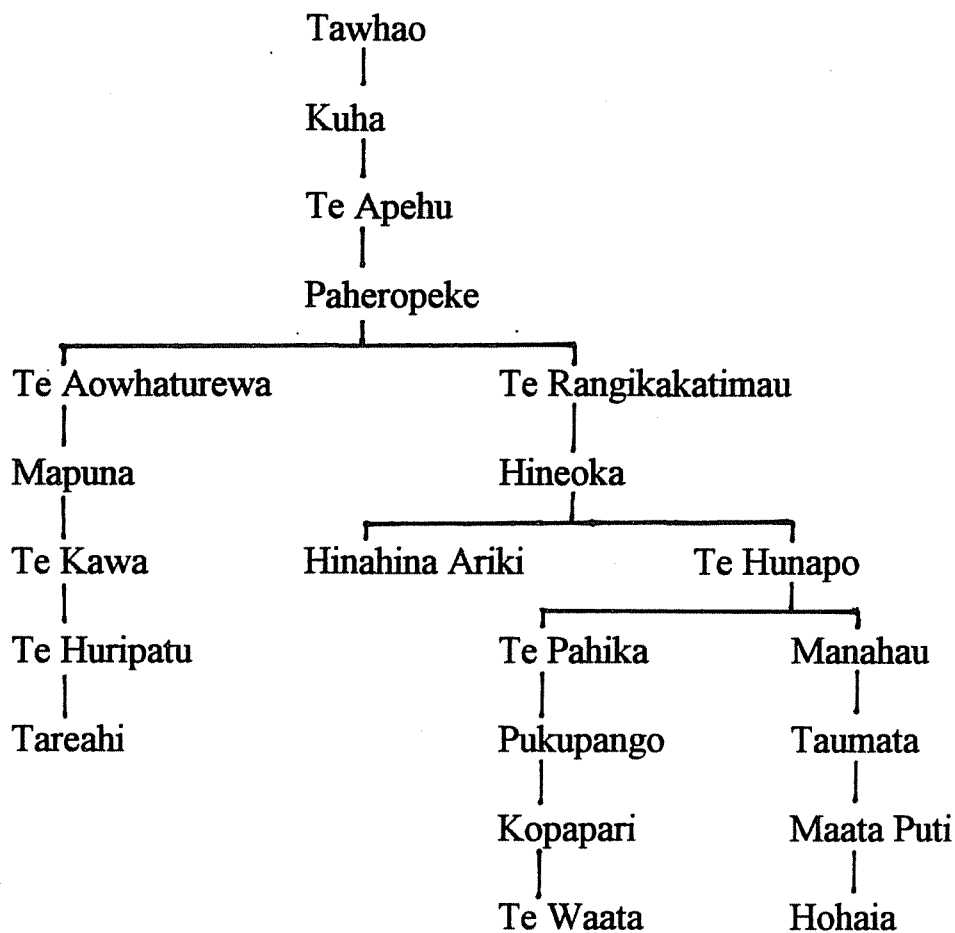 Tawhao
Kuha
Te Apehu
Paheropeke
Te Aowhaturewa Te Rangikakatimau
Mapuna Hineoka
Te Kawa Hinahina Ariki Te Hunapo
Te Huripatu Te Pahika Manahau
Tareahi Pukupango Taumata
Kopapari Maata Puti
Te Waata Hohaia